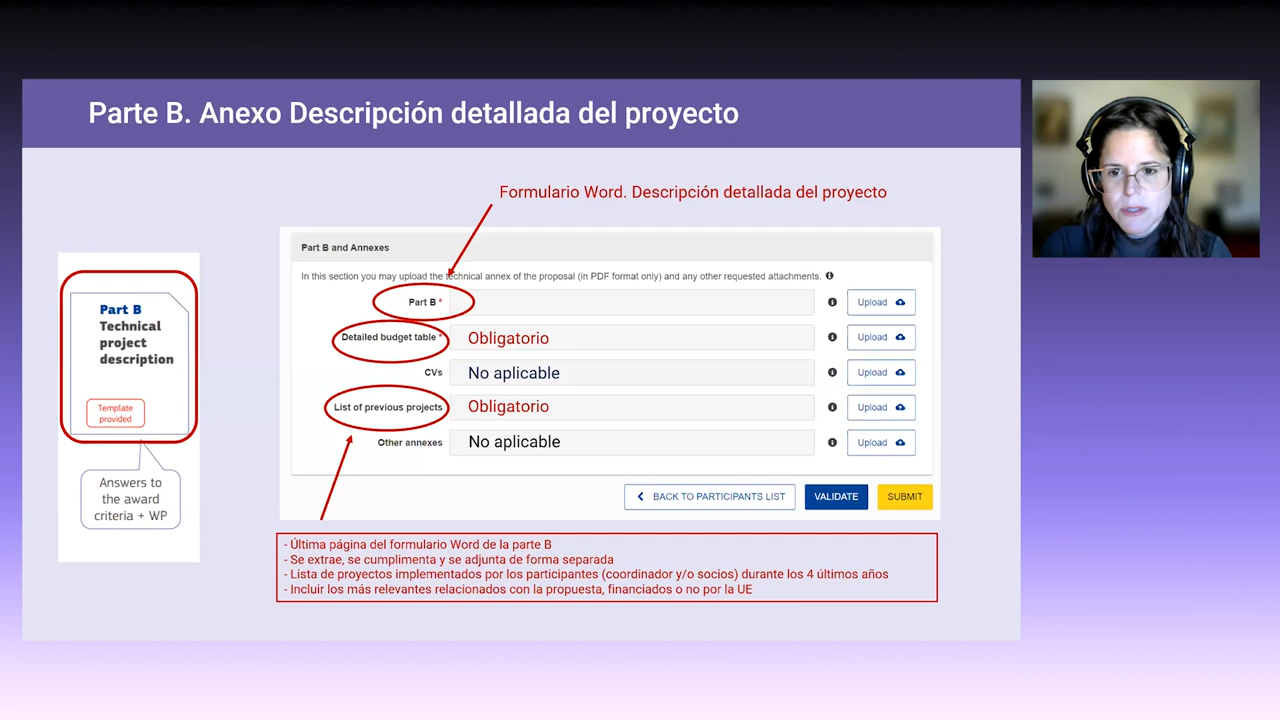 Parte B. Anexo Descripción detallada del proyecto
Formulario Word. Descripción detallada del proyecto
Part B
Technical
project
description
Template
provided
Answers to
the award
criteria + WP
Part B and Annexes
In this section you may upload the technical annex of the proposal (in PDF format only) and any other requested attachments.
Part B * Upload
Detailed budget table * Obligatorio Upload
CVs No aplicable Upload
List of previous projects Obligatorio Upload
Other annexes No aplicable Upload
BACK TO PARTICIPANTS LIST VALIDATE SUBMIT
- Última página del formulario Word de la parte B
- Se extrae, se cumplimenta y se adjunta de forma separada
- Lista de proyectos implementados por los participantes (coordinador y/o socios) durante los 4 últimos años
- Incluir los más relevantes relacionados con la propuesta, financiados o no por la UE